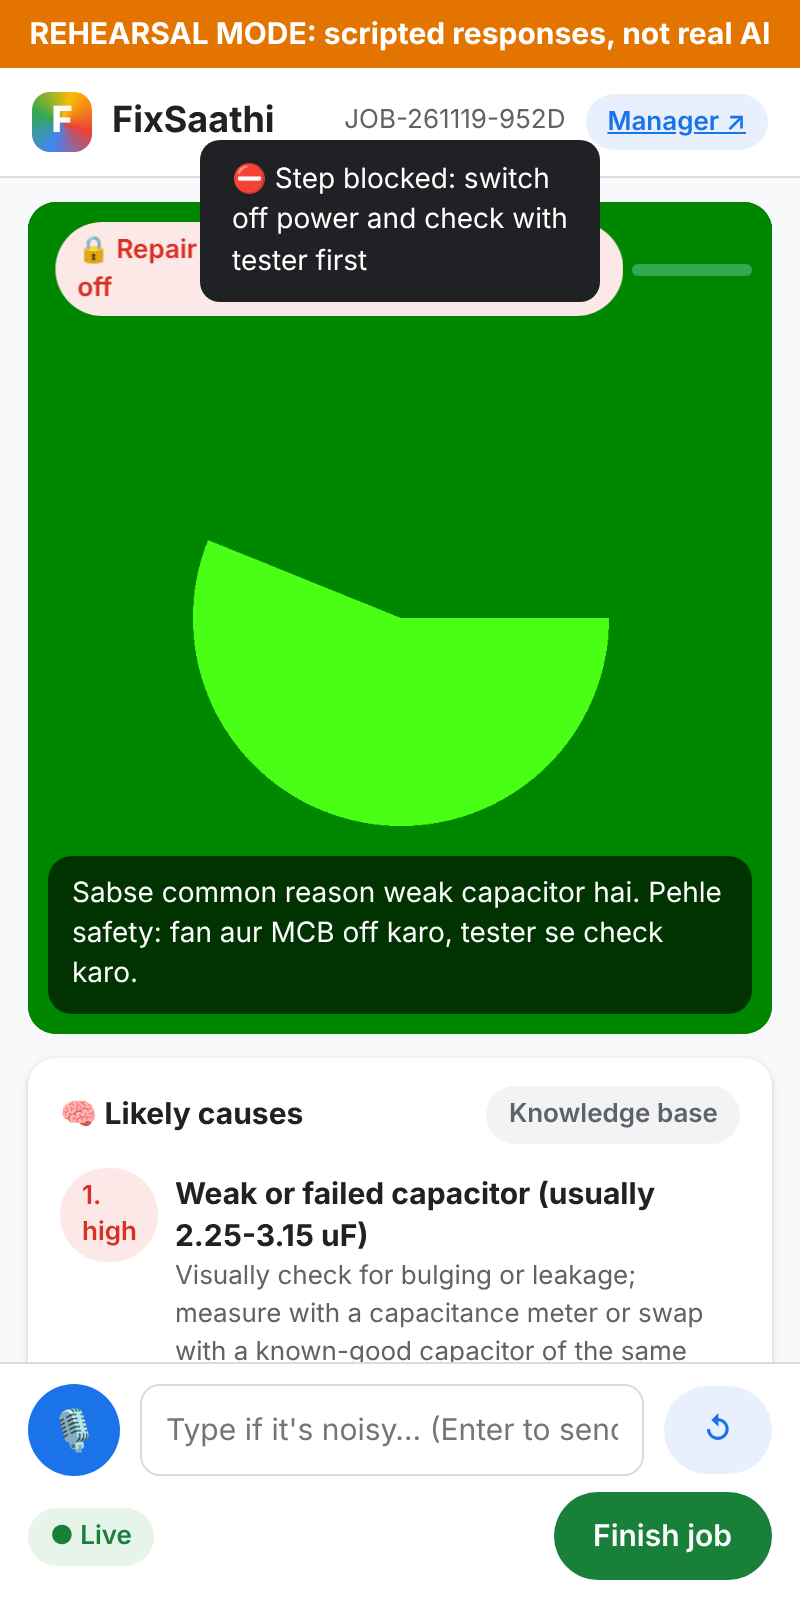 REHEARSAL MODE: scripted responses, not real AI
F FixSaathi JOB-261119-952D Manager ↗
⛔ Step blocked: switch
off power and check with
tester first
🔒 Repair
off
Sabse common reason weak capacitor hai. Pehle
safety: fan aur MCB off karo, tester se check
karo.
🧠 Likely causes Knowledge base
1.
high
Weak or failed capacitor (usually
2.25-3.15 uF)
Visually check for bulging or leakage;
measure with a capacitance meter or swap
with a known-good capacitor of the same
Type if it's noisy... (Enter to send
Live
Finish job